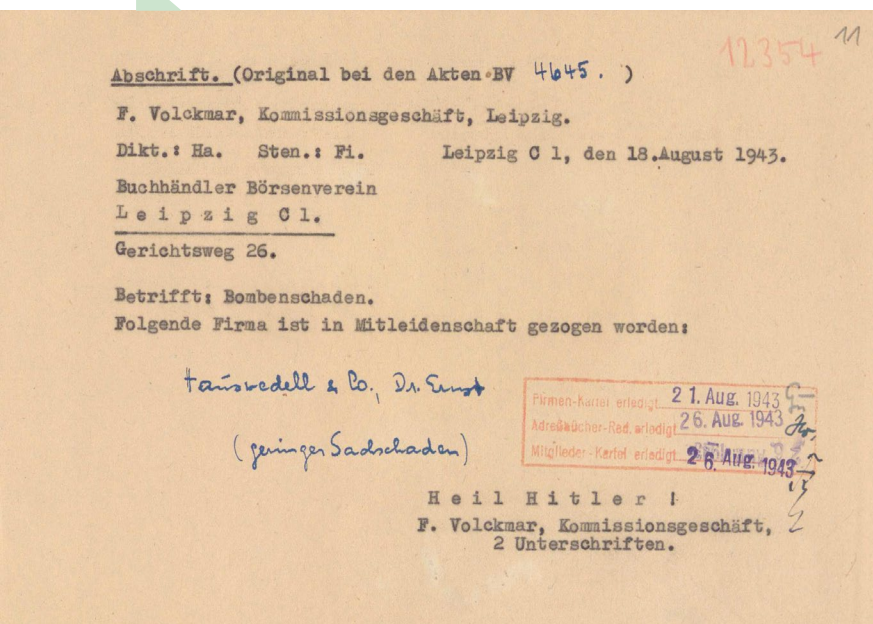 12354 11
Abschrift. (Original bei den Akten BV 4645. )
F. Volckmar, Kommissionsgeschäft, Leipzig.
Dikt.: Ha. Sten.: Fi. Leipzig C 1, den 18.August 1943.
Buchhändler Börsenverein
L e i p z i g C 1.
Gerichtsweg 26.
Betrifft: Bombenschaden.
Folgende Firma ist in Mitleidenschaft gezogen worden:
Hauswedell & Co., Dr. Ernst
(geringer Sachschaden)
Firmen-Kartei erledigt 21. Aug. 1943
Adreßbücher-Red. erledigt 26. Aug. 1943
Mitglieder-Kartei erledigt 26. Aug. 1943
H e i l H i t l e r !
F. Volckmar, Kommissionsgeschäft,
2 Unterschriften.